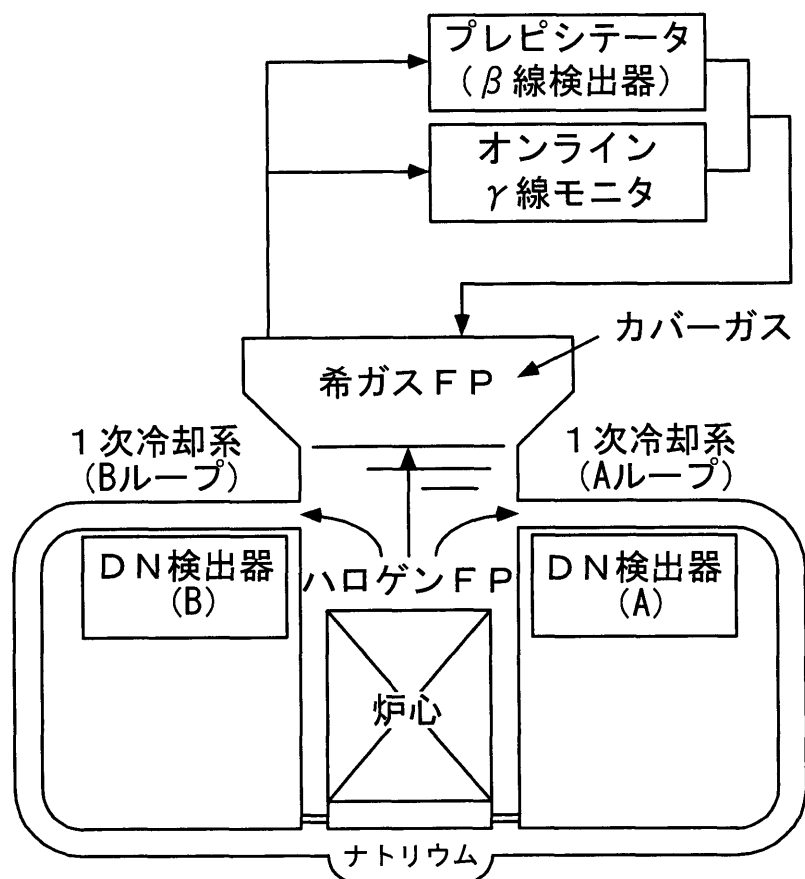 プレピシテータ
(β線検出器)
オンライン
γ線モニタ
カバーガス
希ガスＦＰ
１次冷却系
(Bループ)
１次冷却系
(Aループ)
ＤＮ検出器
(B)
ハロゲンＦＰ
ＤＮ検出器
(A)
炉心
ナトリウム